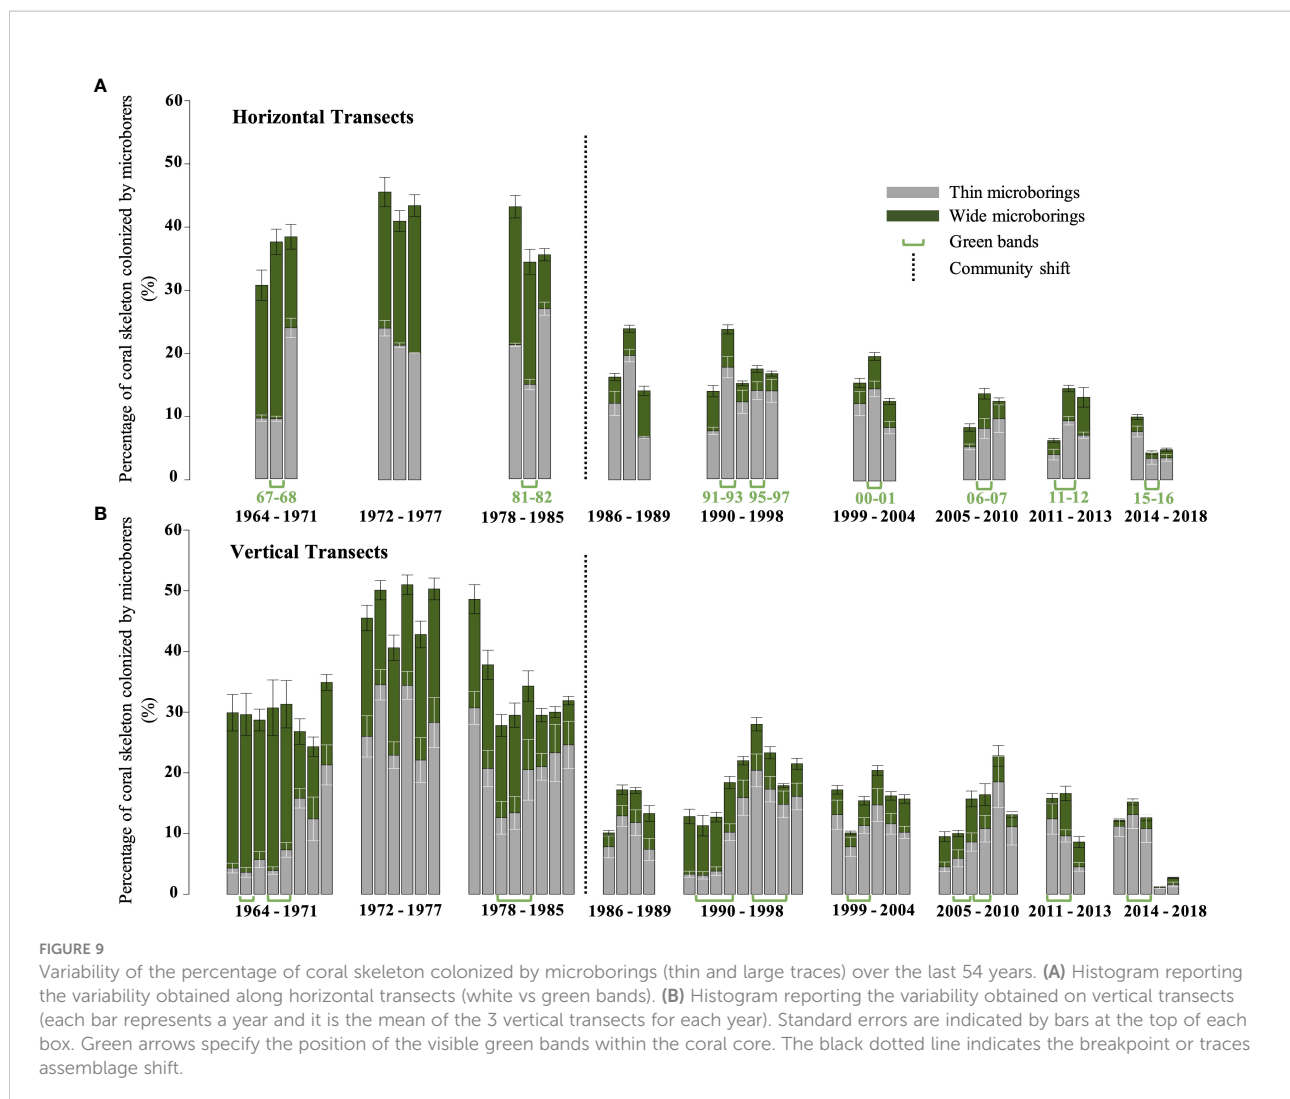 A
Percentage of coral skeleton colonized by microborers
(%)
60
50
40
30
20
10
0
Horizontal Transects
Thin microborings
Wide microborings
Green bands
Community shift
67-68
81-82
91-93
95-97
00-01
06-07
11-12
15-16
1964 - 1971
1972 - 1977
1978 - 1985
1986 - 1989
1990 - 1998
1999 - 2004
2005 - 2010
2011 - 2013
2014 - 2018
B
Percentage of coral skeleton colonized by microborers
(%)
60
50
40
30
20
10
0
Vertical Transects
1964 - 1971
1972 - 1977
1978 - 1985
1986 - 1989
1990 - 1998
1999 - 2004
2005 - 2010
2011 - 2013
2014 - 2018
FIGURE 9
Variability of the percentage of coral skeleton colonized by microborings (thin and large traces) over the last 54 years. (A) Histogram reporting
the variability obtained along horizontal transects (white vs green bands). (B) Histogram reporting the variability obtained on vertical transects
(each bar represents a year and it is the mean of the 3 vertical transects for each year). Standard errors are indicated by bars at the top of each
box. Green arrows specify the position of the visible green bands within the coral core. The black dotted line indicates the breakpoint or traces
assemblage shift.